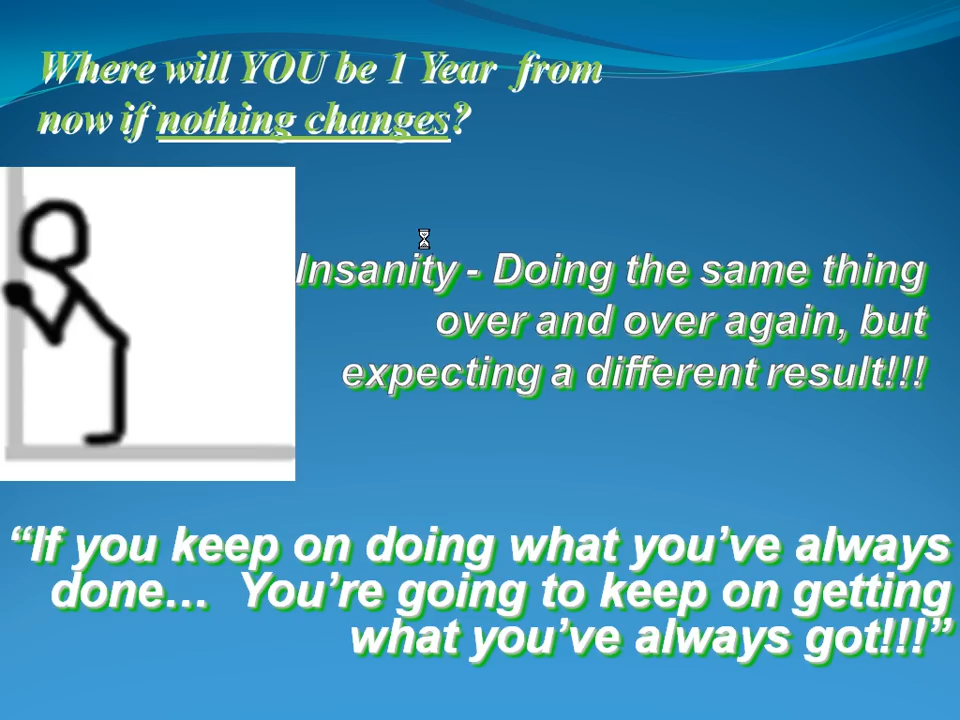 Where will YOU be 1 Year  from
now if nothing changes?
Insanity - Doing the same thing
over and over again, but
expecting a different result!!!
“If you keep on doing what you’ve always
done…  You’re going to keep on getting
what you’ve always got!!!”